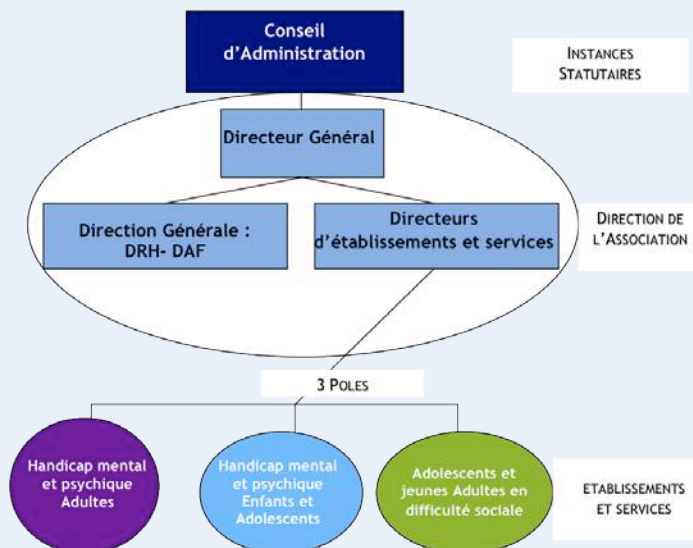 Conseil
d'Administration
INSTANCES
STATUTAIRES
Directeur Général
Direction Générale :
DRH- DAF
Directeurs
d'établissements et services
DIRECTION DE
L'ASSOCIATION
3 POLES
Handicap mental
et psychique
Adultes
Handicap mental
et psychique
Enfants et
Adolescents
Adolescents et
jeunes Adultes en
difficulté sociale
ETABLISSEMENTS
ET SERVICES